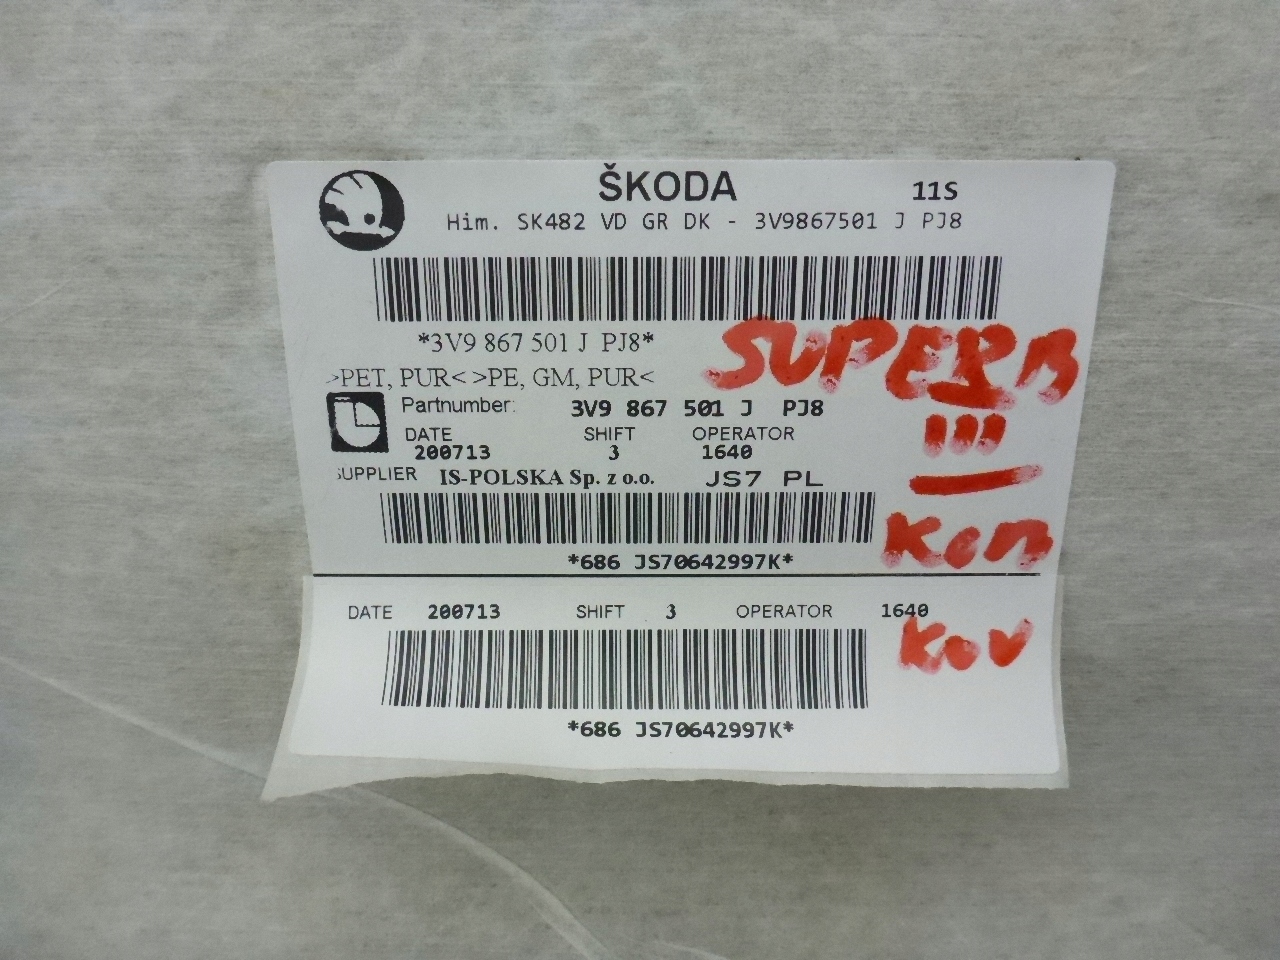 ŠKODA 11S
Him. SK482 VD GR DK - 3V9867501 J PJ8
*3V9 867 501 J PJ8*
SUPERB
>PET, PUR< >PE, GM, PUR<
Partnumber: 3V9 867 501 J PJ8
III
DATE SHIFT OPERATOR
200713 3 1640
SUPPLIER IS-POLSKA Sp. z o.o. JS7 PL
KOB
*686 JS70642997K*
DATE 200713 SHIFT 3 OPERATOR 1640
KOV
*686 JS70642997K*